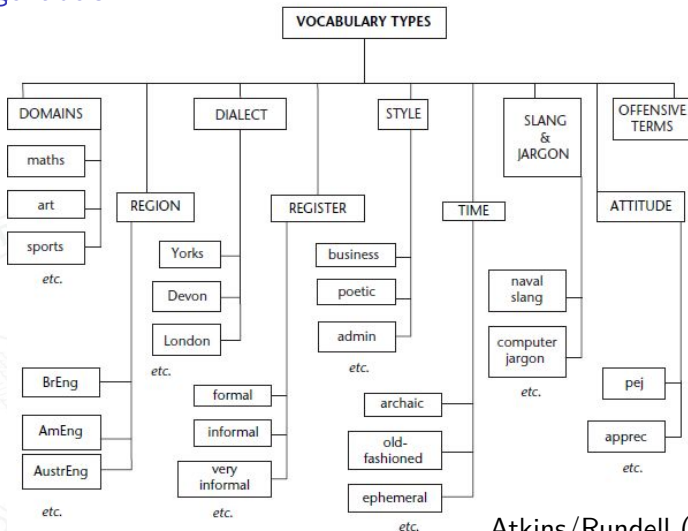 VOCABULARY TYPES
DOMAINS
maths
art
sports
etc.
REGION
BrEng
AmEng
AustrEng
etc.
DIALECT
Yorks
Devon
London
etc.
REGISTER
formal
informal
very
informal
etc.
STYLE
business
poetic
admin
etc.
TIME
archaic
old-
fashioned
ephemeral
etc.
SLANG
&
JARGON
naval
slang
computer
jargon
etc.
ATTITUDE
pej
apprec
etc.
OFFENSIVE
TERMS
Atkins/Rundell (